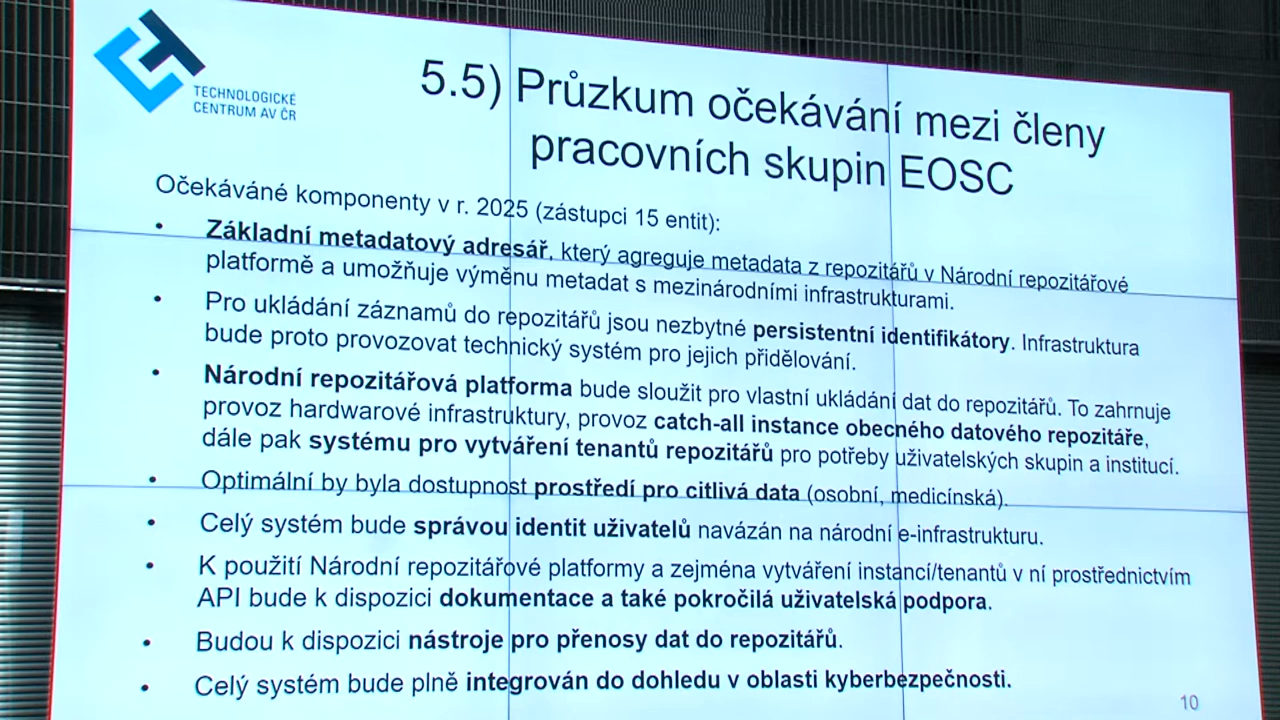 TECHNOLOGICKÉ
CENTRUM AV ČR
5.5) Průzkum očekávání mezi členy
pracovních skupin EOSC
Očekáváné komponenty v r. 2025 (zástupci 15 entit):
• Základní metadatový adresář, který agreguje metadata z repozitářů v Národní repozitářové
platformě a umožňuje výměnu metadat s mezinárodními infrastrukturami.
• Pro ukládání záznamů do repozitářů jsou nezbytné persistentní identifikátory. Infrastruktura
bude proto provozovat technický systém pro jejich přidělování.
• Národní repozitářová platforma bude sloužit pro vlastní ukládání dat do repozitářů. To zahrnuje
provoz hardwarové infrastruktury, provoz catch-all instance obecného datového repozitáře,
dále pak systému pro vytváření tenantů repozitářů pro potřeby uživatelských skupin a institucí.
• Optimální by byla dostupnost prostředí pro citlivá data (osobní, medicínská).
• Celý systém bude správou identit uživatelů navázán na národní e-infrastrukturu.
• K použití Národní repozitářové platformy a zejména vytváření instancí/tenantů v ní prostřednictvím
API bude k dispozici dokumentace a také pokročilá uživatelská podpora.
• Budou k dispozici nástroje pro přenosy dat do repozitářů.
• Celý systém bude plně integrován do dohledu v oblasti kyberbezpečnosti.
10